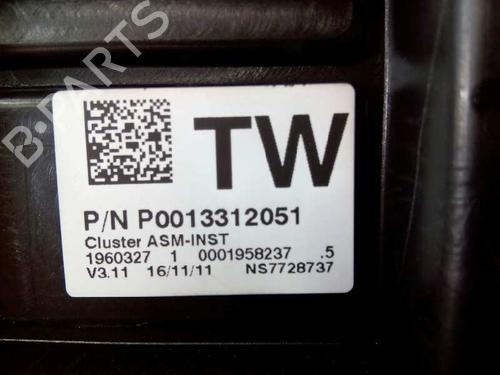 TW
P/N P0013312051
Cluster ASM-INST
1960327 1 0001958237 .5
V3.11 16/11/11 NS7728737
B-PARTS